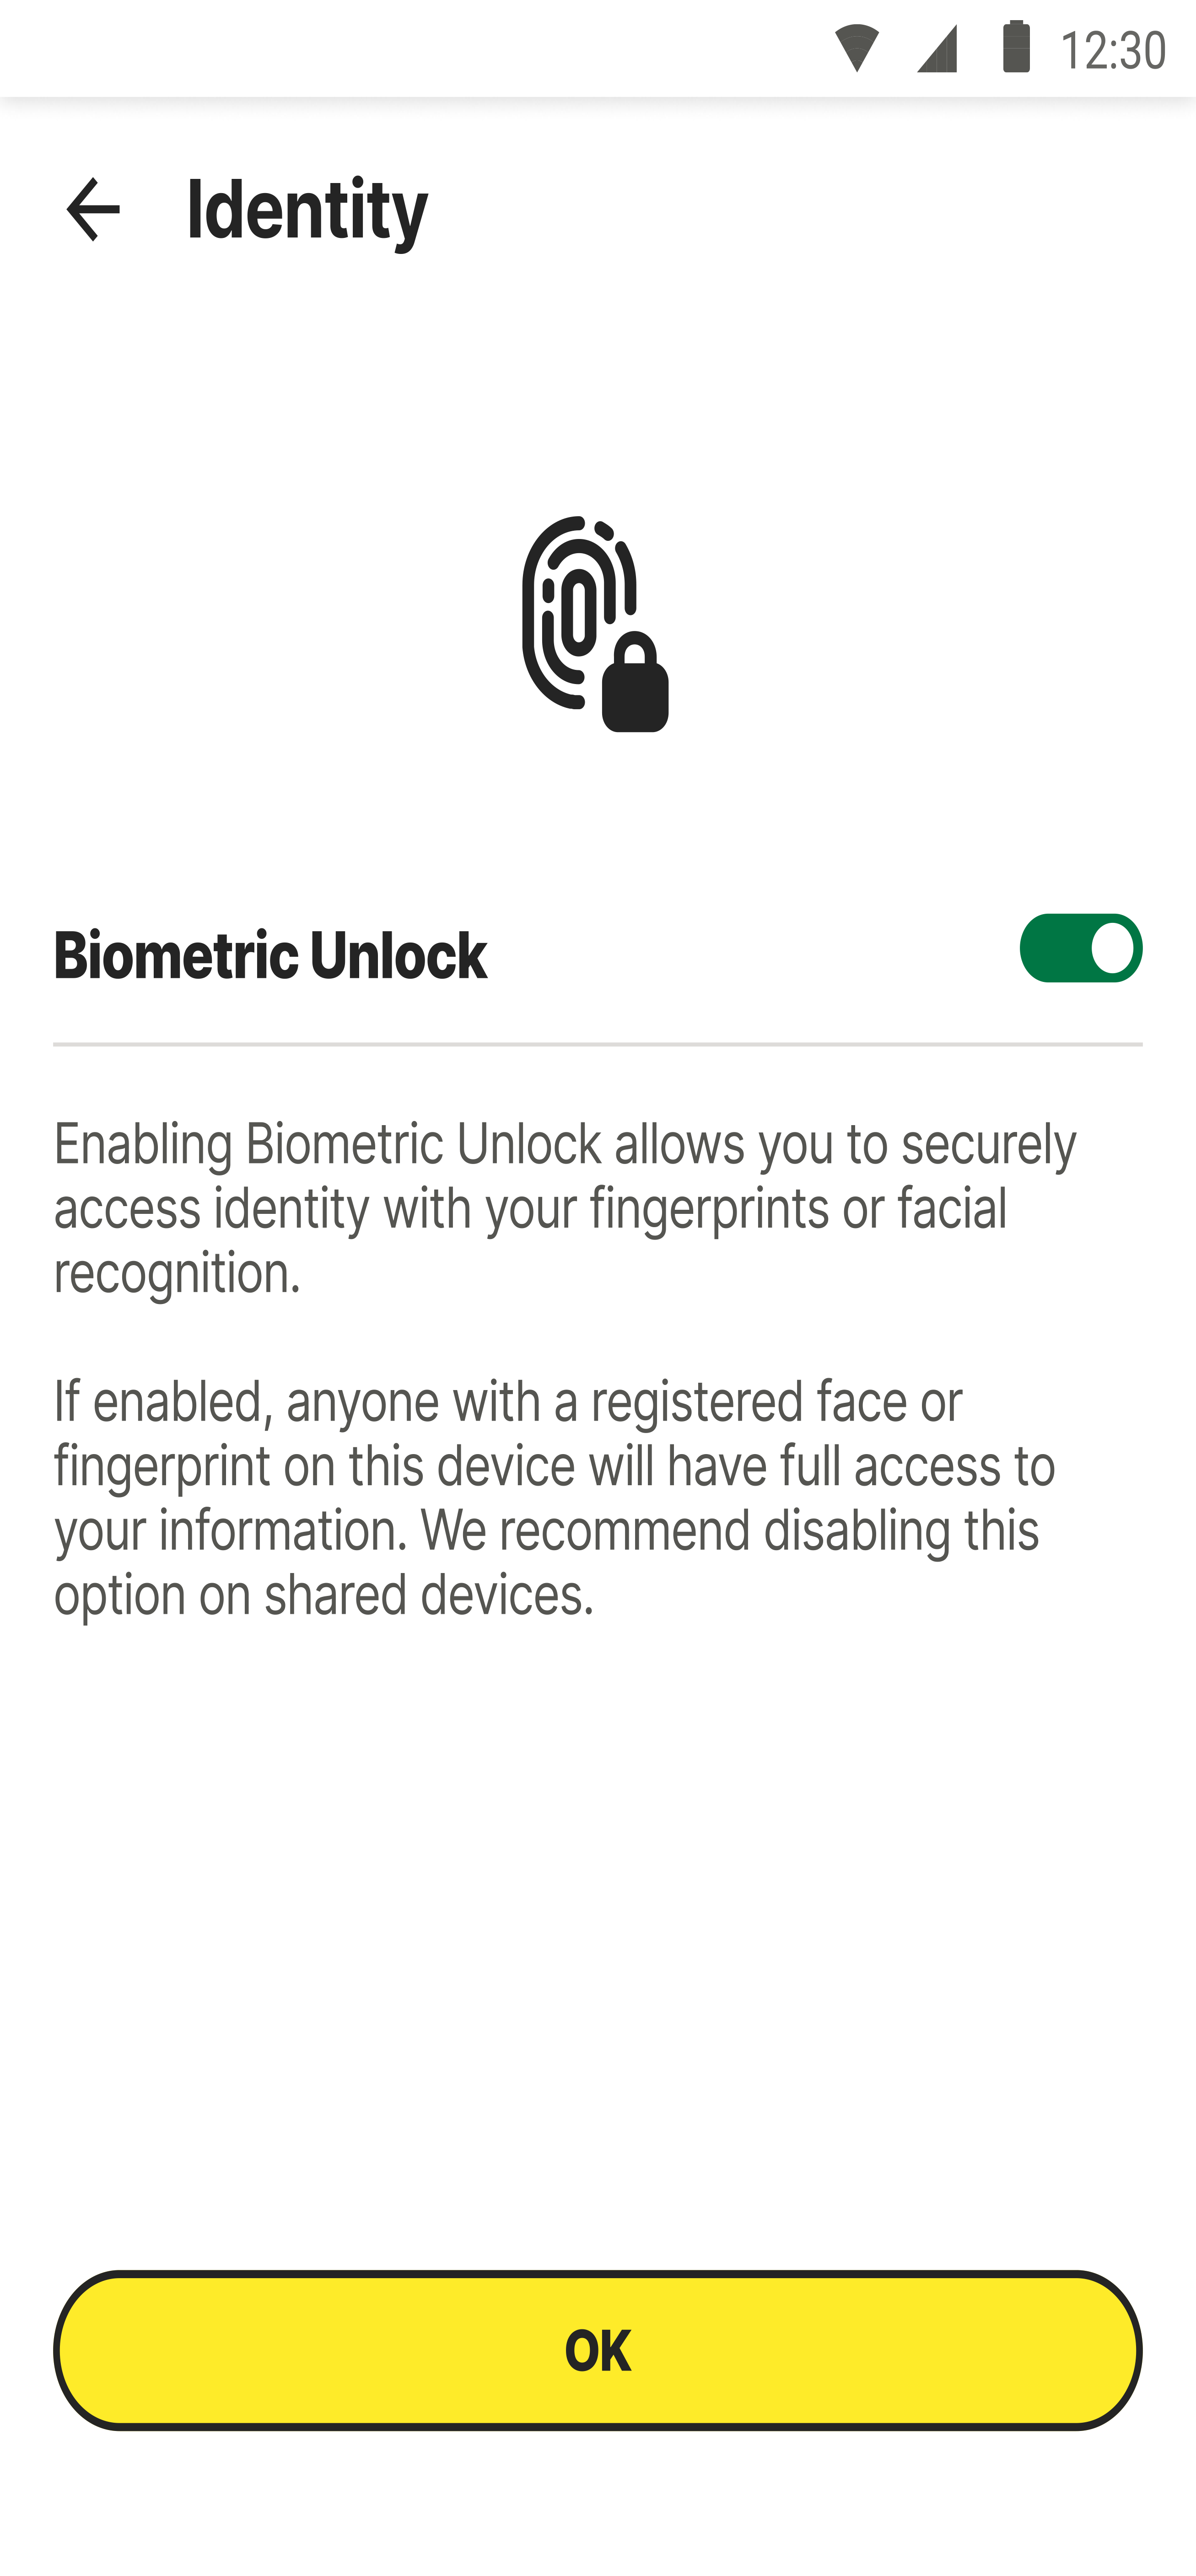 12:30
Identity
Biometric Unlock
Enabling Biometric Unlock allows you to securely
access identity with your fingerprints or facial
recognition.
If enabled, anyone with a registered face or
fingerprint on this device will have full access to
your information. We recommend disabling this
option on shared devices.
OK